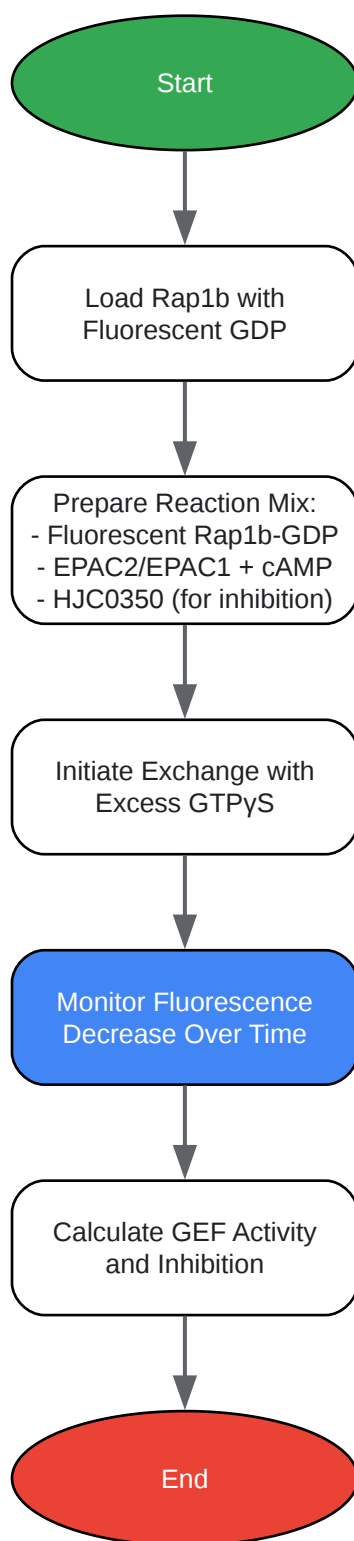 Start
Load Rap1b with
Fluorescent GDP
Prepare Reaction Mix:
- Fluorescent Rap1b-GDP
- EPAC2/EPAC1 + cAMP
- HJC0350 (for inhibition)
Initiate Exchange with
Excess GTPγS
Monitor Fluorescence
Decrease Over Time
Calculate GEF Activity
and Inhibition
End